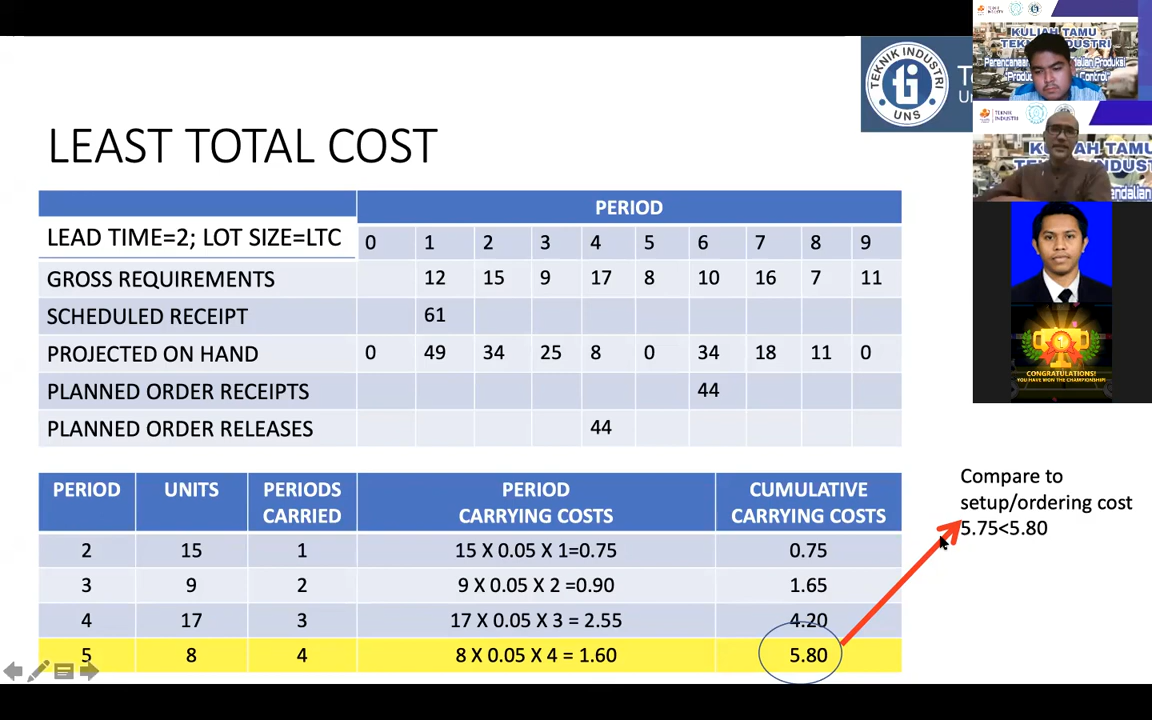 LEAST TOTAL COST
TEKNIK INDUSTRI
UNS
PERIOD
LEAD TIME=2; LOT SIZE=LTC 0 1 2 3 4 5 6 7 8 9
GROSS REQUIREMENTS 12 15 9 17 8 10 16 7 11
SCHEDULED RECEIPT 61
PROJECTED ON HAND 0 49 34 25 8 0 34 18 11 0
PLANNED ORDER RECEIPTS 44
PLANNED ORDER RELEASES 44
PERIOD UNITS PERIODS CARRIED PERIOD CARRYING COSTS CUMULATIVE CARRYING COSTS
2 15 1 15 X 0.05 X 1=0.75 0.75
3 9 2 9 X 0.05 X 2 =0.90 1.65
4 17 3 17 X 0.05 X 3 = 2.55 4.20
5 8 4 8 X 0.05 X 4 = 1.60 5.80
Compare to
setup/ordering cost
5.75<5.80
KULIAH TAMU
CONGRATULATIONS!
YOU HAVE WON THE CHAMPIONSHIP!